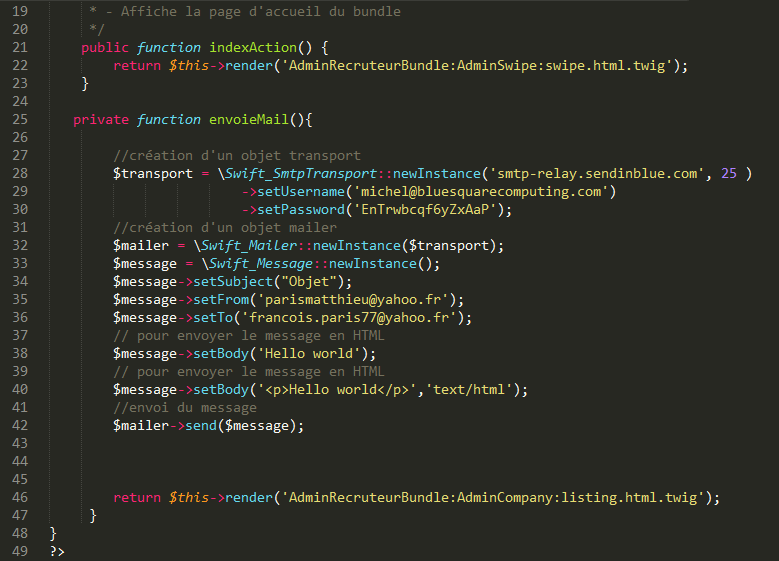 19 * - Affiche la page d'accueil du bundle
20 */
21 public function indexAction() {
22 return $this->render('AdminRecruteurBundle:AdminSwipe:swipe.html.twig');
23 }
24
25 private function envoieMail(){
26
27 //création d'un objet transport
28 $transport = \Swift_SmtpTransport::newInstance('smtp-relay.sendinblue.com', 25 )
29 ->setUsername('michel@bluesquarecomputing.com')
30 ->setPassword('EnTrwbcqf6yZxAaP');
31 //création d'un objet mailer
32 $mailer = \Swift_Mailer::newInstance($transport);
33 $message = \Swift_Message::newInstance();
34 $message->setSubject("Objet");
35 $message->setFrom('parismatthieu@yahoo.fr');
36 $message->setTo('francois.paris77@yahoo.fr');
37 // pour envoyer le message en HTML
38 $message->setBody('Hello world');
39 // pour envoyer le message en HTML
40 $message->setBody('<p>Hello world</p>','text/html');
41 //envoi du message
42 $mailer->send($message);
43
44
45
46 return $this->render('AdminRecruteurBundle:AdminCompany:listing.html.twig');
47 }
48 }
49 ?>